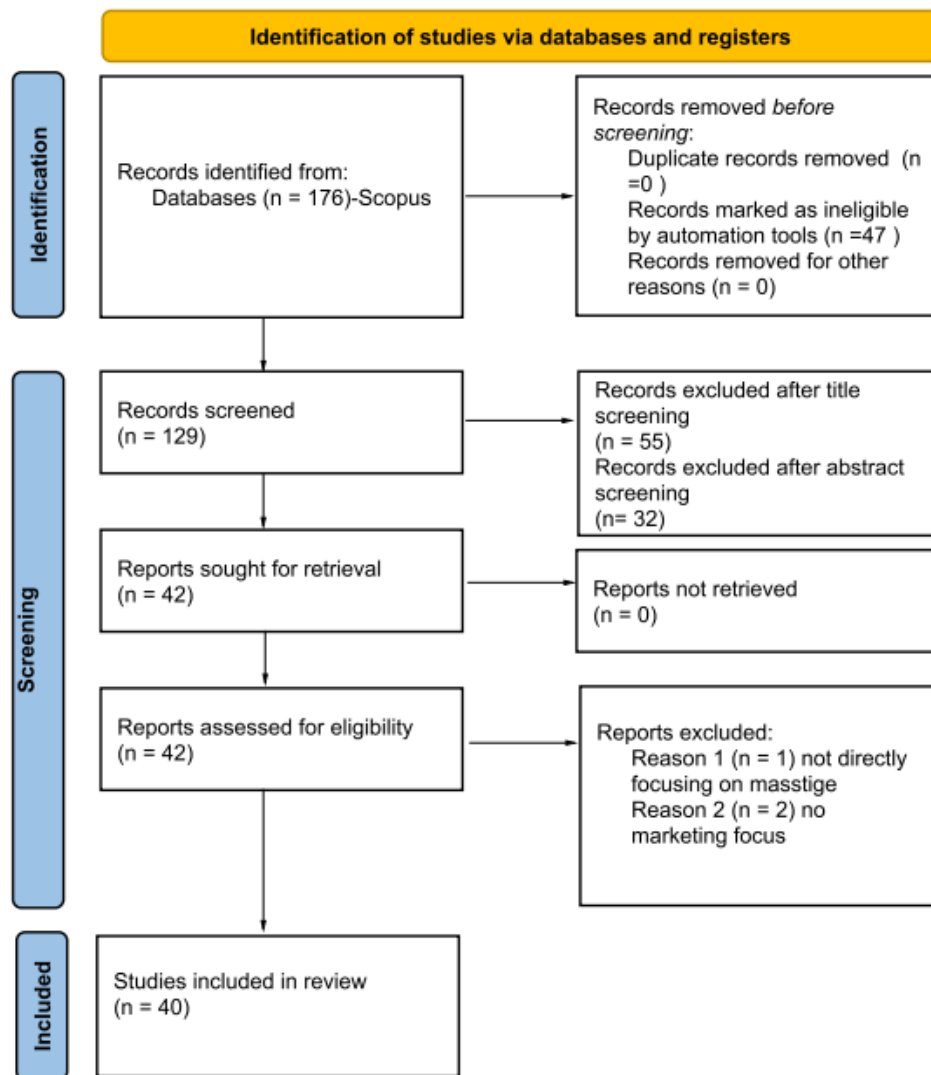 Identification of studies via databases and registers
Identification
Records identified from:
Databases (n = 176)-Scopus
Records removed before
screening:
Duplicate records removed (n
=0 )
Records marked as ineligible
by automation tools (n =47 )
Records removed for other
reasons (n = 0)
Screening
Records screened
(n = 129)
Records excluded after title
screening
(n = 55)
Records excluded after abstract
screening
(n= 32)
Reports sought for retrieval
(n = 42)
Reports not retrieved
(n = 0)
Reports assessed for eligibility
(n = 42)
Reports excluded:
Reason 1 (n = 1) not directly
focusing on masstige
Reason 2 (n = 2) no
marketing focus
Included
Studies included in review
(n = 40)